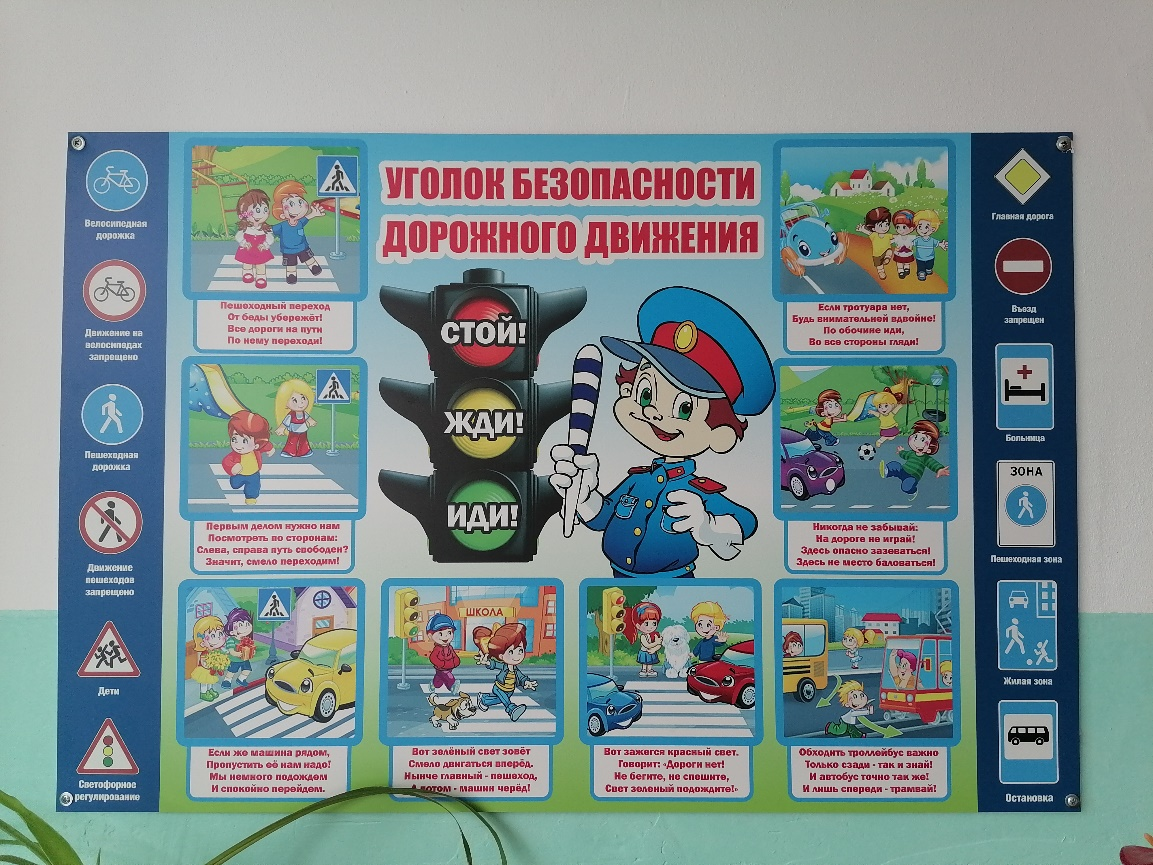 УГОЛОК БЕЗОПАСНОСТИ
ДОРОЖНОГО ДВИЖЕНИЯ
Велосипедная
дорожка
Движение на
велосипедах
запрещено
Пешеходная
дорожка
Движение
пешеходов
запрещено
Дети
Светофорное
регулирование
Пешеходный переход
От беды убережёт!
Все дороги на пути
По нему переходи!
Первым делом нужно нам
Посмотреть во сторонам:
Слева, справа путь свободен?
Значит, смело переходим!
СТОЙ!
ЖДИ!
ИДИ!
Если тротуара нет,
Будь внимательней вдвойне!
По обочине иди,
Во все стороны гляди!
Никогда не забывай:
На дороге не играй!
Здесь опасно зазеваться!
Здесь не место баловаться!
Если же машина рядом,
Пропустить её нам надо!
Мы немного подождем
И спокойно перейдем.
ШКОЛА
Вот зелёный свет зовёт
Смело двигаться вперёд.
Нынче главный - пешеход,
А потом - машин черёд!
Вот зажегся красный свет.
Говорит: «Дороги нет!
Не бегите, не спешите,
Свет зеленый подождите!»
Обходить троллейбус важно
Только сзади - так и знай!
И автобус точно так же!
И лишь спереди - трамвай!
Главная дорога
Въезд
запрещен
Больница
ЗОНА
Пешеходная зона
Жилая зона
Остановка